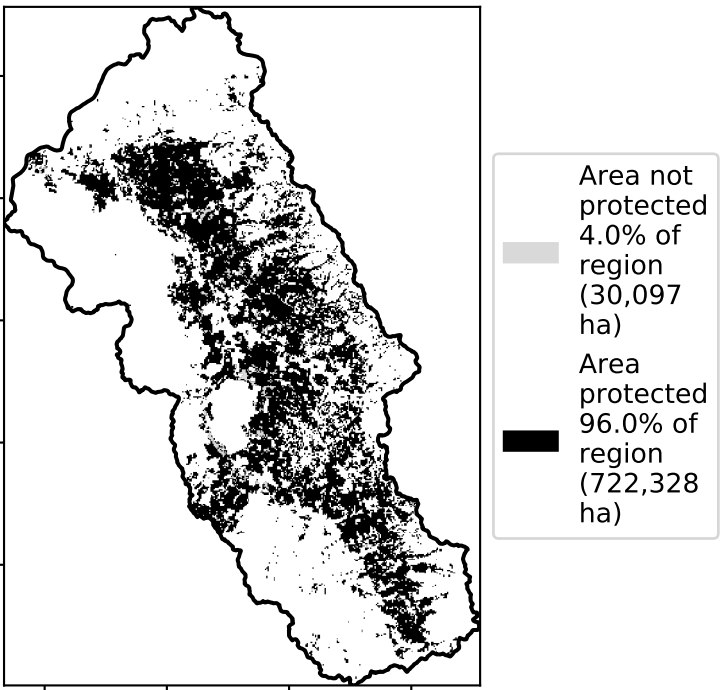 Area not
protected
4.0% of
region
(30,097
ha)
Area
protected
96.0% of
region
(722,328
ha)